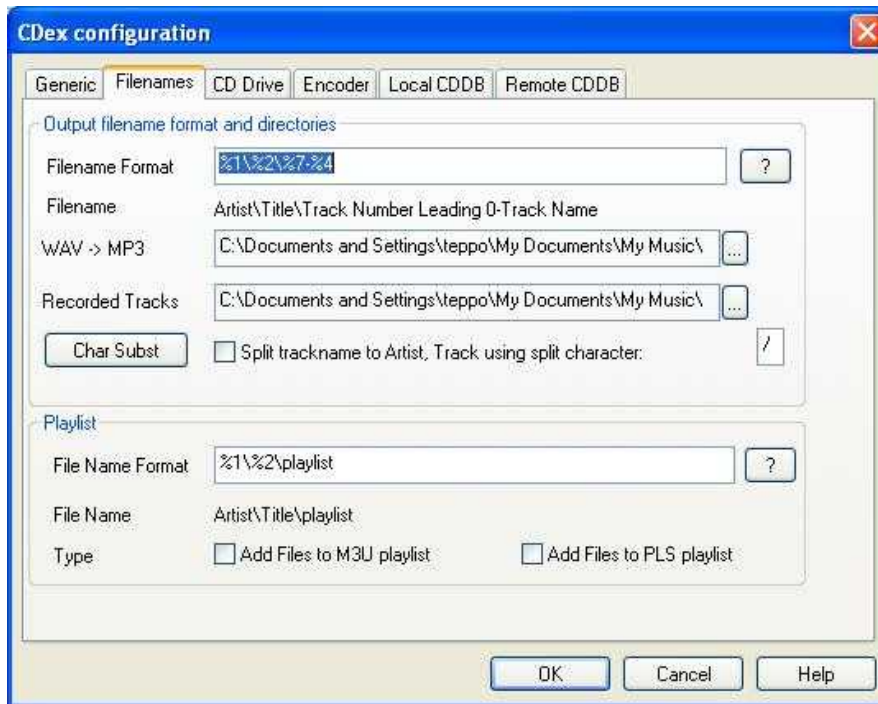 CDex configuration
Generic Filenames CD Drive Encoder Local CDDB Remote CDDB
Output filename format and directories
Filename Format %1\%2\%7-%4 ?
Filename Artist\Title\Track Number Leading 0-Track Name
WAV -> MP3 C:\Documents and Settings\teppo\My Documents\My Music\ ...
Recorded Tracks C:\Documents and Settings\teppo\My Documents\My Music\ ...
Char Subst Split trackname to Artist, Track using split character: /
Playlist
File Name Format %1\%2\playlist ?
File Name Artist\Title\playlist
Type Add Files to M3U playlist Add Files to PLS playlist
OK Cancel Help